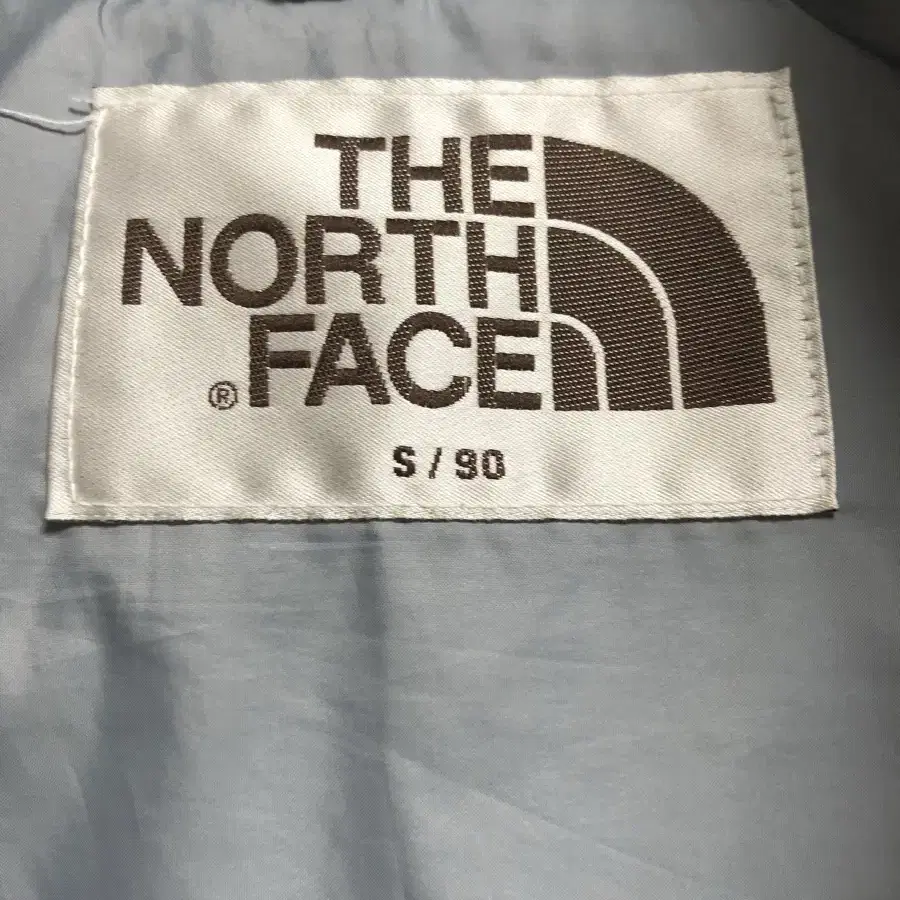 THE
NORTH
® FACE
S / 90